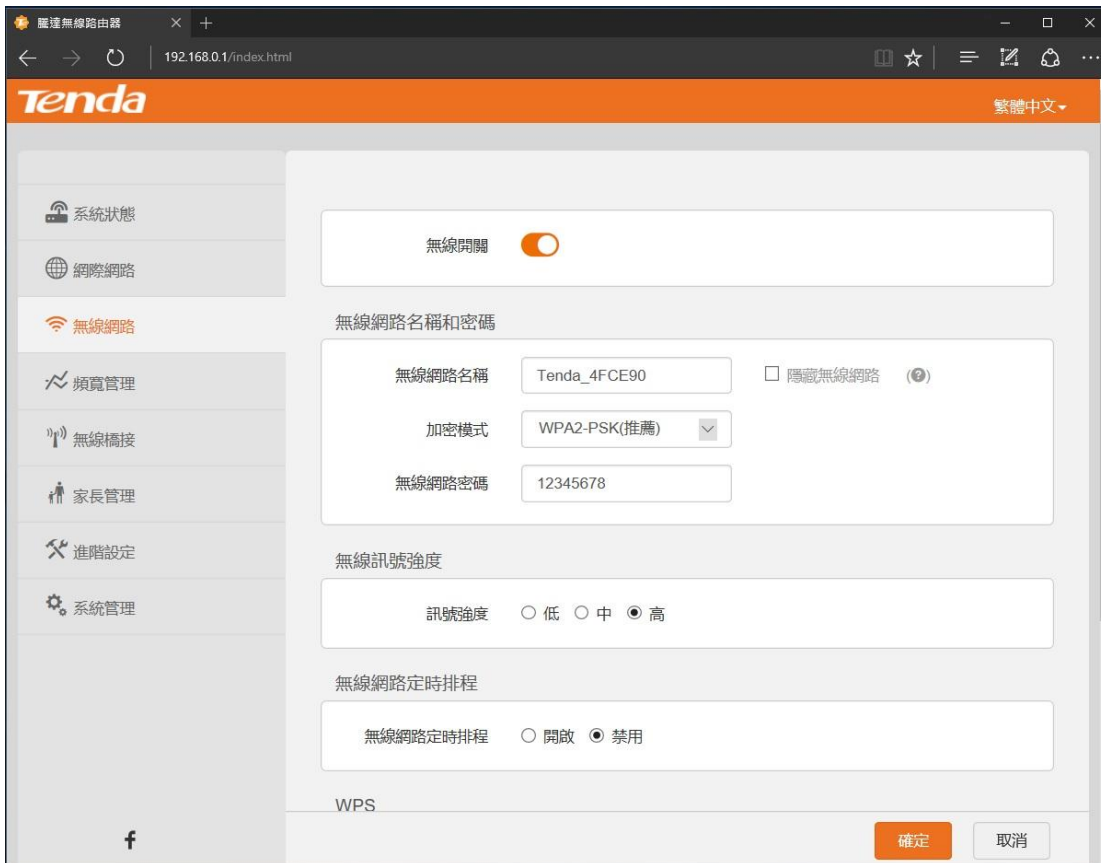 騰達無線路由器
192.168.0.1/index.html
Tenda
繁體中文
系統狀態
網際網路
無線網路
頻寬管理
無線橋接
家長管理
進階設定
系統管理
無線開關
無線網路名稱和密碼
無線網路名稱 Tenda_4FCE90 隱藏無線網路 (?)
加密模式 WPA2-PSK(推薦)
無線網路密碼 12345678
無線訊號強度
訊號強度 低 中 高
無線網路定時排程
無線網路定時排程 開啟 禁用
WPS
確定 取消